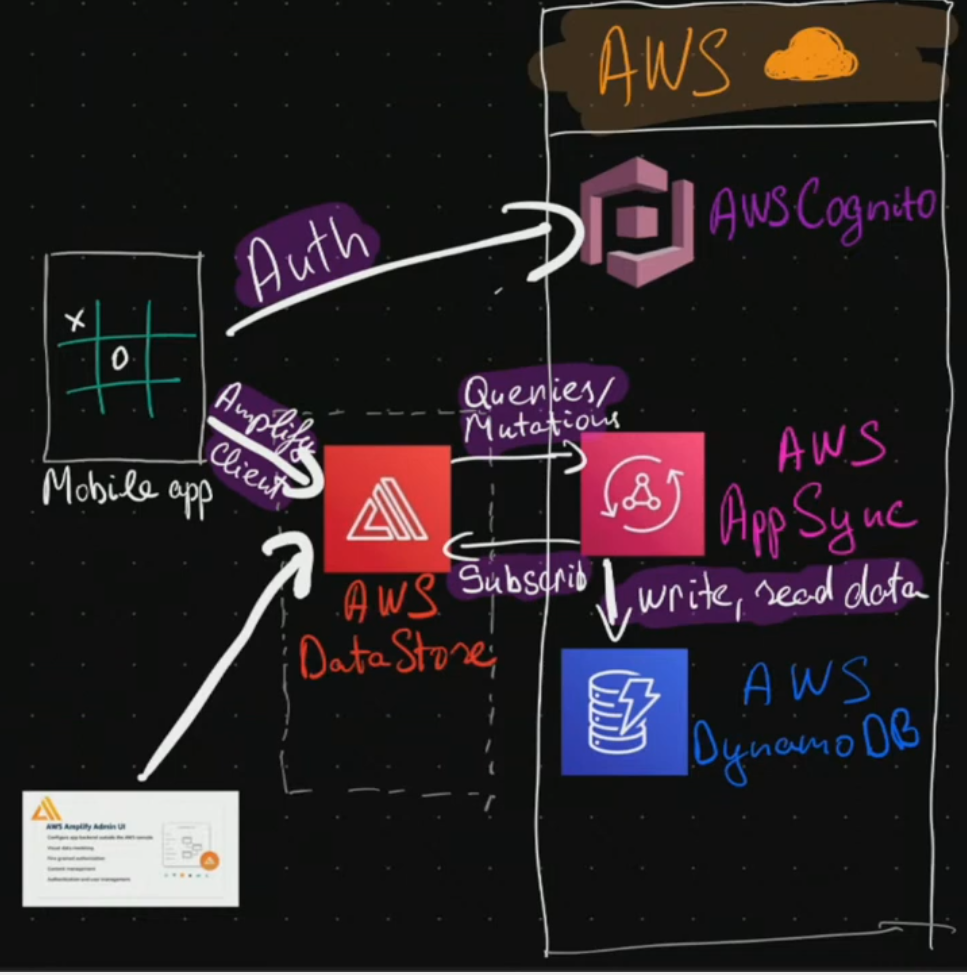 AWS
AWS Cognito
Auth
X
O
Mobile app
Amplify
Client
Queries/
Mutations
AWS
AppSync
Subscrib
write, read data
AWS
DataStore
AWS
DynamoDB
AWS Amplify Admin UI
Configure app backend outside the AWS console
Visual data modeling
Fine grained authorization
Content management
Authentication and user management